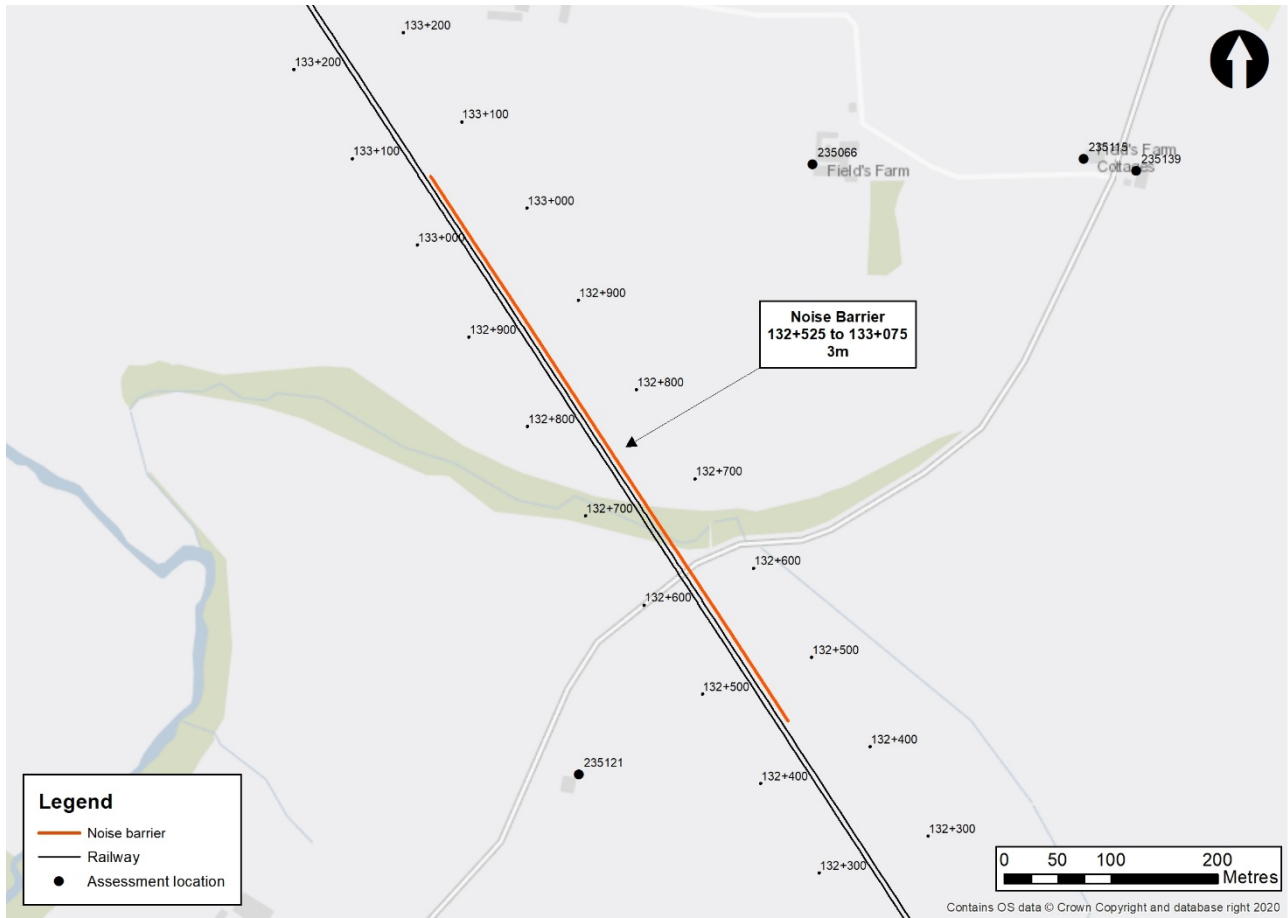 133+200
133+200
133+100
133+100
235066
Field's Farm
235115
Farm
Cottages
235139
133+000
133+000
132+900
132+900
Noise Barrier
132+525 to 133+075
3m
132+800
132+800
132+700
132+700
132+600
132+600
132+500
132+500
132+400
132+400
235121
132+300
132+300
Legend
Noise barrier
Railway
Assessment location
0 50 100 200
Metres
Contains OS data © Crown Copyright and database right 2020